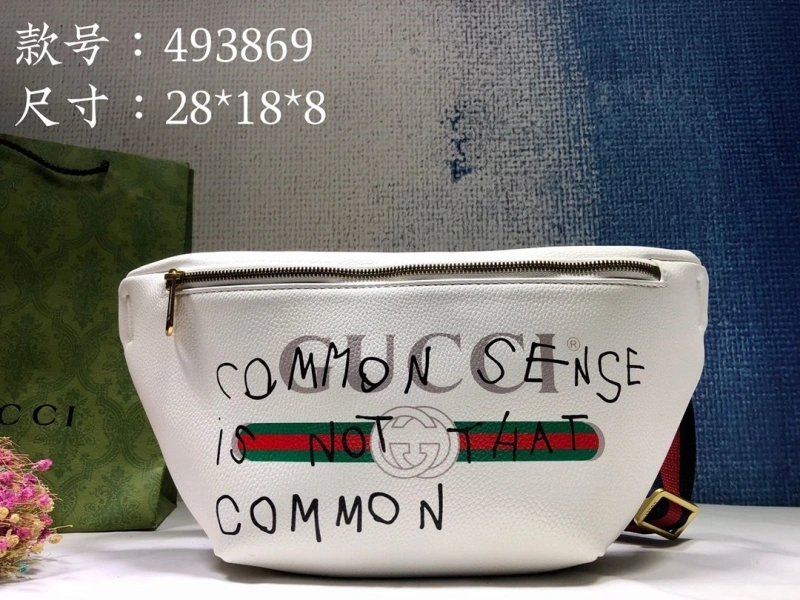 款号：493869
尺寸：28*18*8
GUCCI®
COMMON SENSE
iS NOT THAT
COMMON
CCI